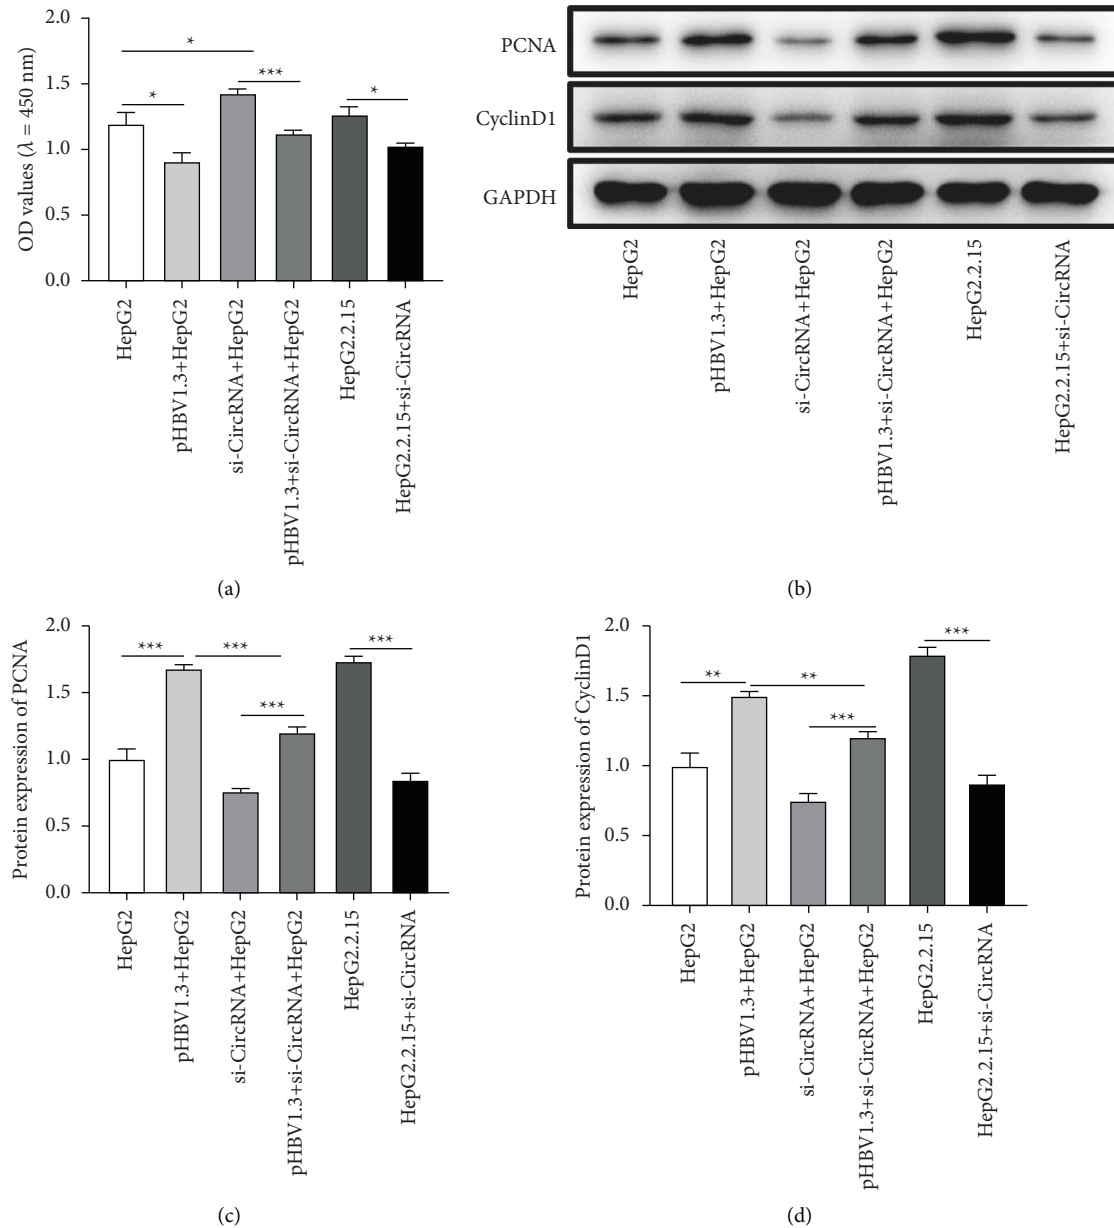 2.0
1.5
1.0
0.5
0.0
OD values (λ = 450 nm)
*
*
***
*
HepG2
pHBV1.3+HepG2
si-CircRNA+HepG2
pHBV1.3+si-CircRNA+HepG2
HepG2.2.15
HepG2.2.15+si-CircRNA
(a)
PCNA
CyclinD1
GAPDH
HepG2
pHBV1.3+HepG2
si-CircRNA+HepG2
pHBV1.3+si-CircRNA+HepG2
HepG2.2.15
HepG2.2.15+si-CircRNA
(b)
2.0
1.5
1.0
0.5
0.0
Protein expression of PCNA
***
***
***
***
HepG2
pHBV1.3+HepG2
si-CircRNA+HepG2
pHBV1.3+si-CircRNA+HepG2
HepG2.2.15
HepG2.2.15+si-CircRNA
(c)
2.0
1.5
1.0
0.5
0.0
Protein expression of CyclinD1
**
**
***
***
HepG2
pHBV1.3+HepG2
si-CircRNA+HepG2
pHBV1.3+si-CircRNA+HepG2
HepG2.2.15
HepG2.2.15+si-CircRNA
(d)